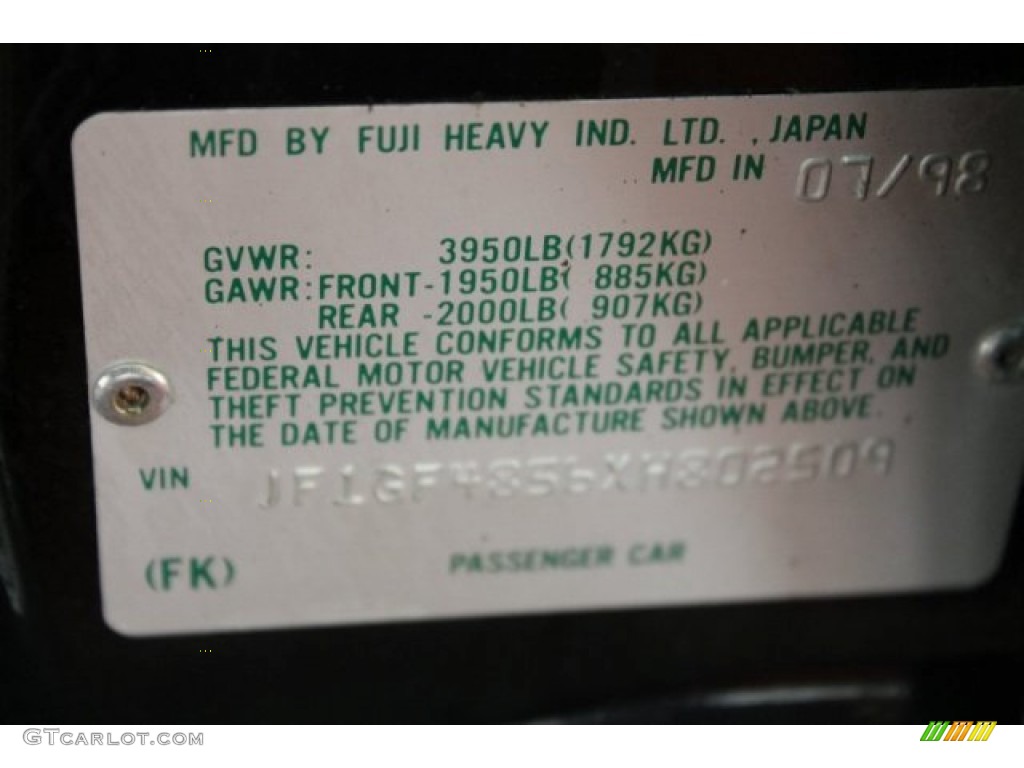 MFD BY FUJI HEAVY IND. LTD. , JAPAN
MFD IN 07/98
GVWR: 3950LB(1792KG)
GAWR:FRONT-1950LB( 885KG)
REAR -2000LB( 907KG)
THIS VEHICLE CONFORMS TO ALL APPLICABLE
FEDERAL MOTOR VEHICLE SAFETY, BUMPER, AND
THEFT PREVENTION STANDARDS IN EFFECT ON
THE DATE OF MANUFACTURE SHOWN ABOVE.
VIN JF1GF4856XH802509
(FK) PASSENGER CAR
GTCARLOT.COM